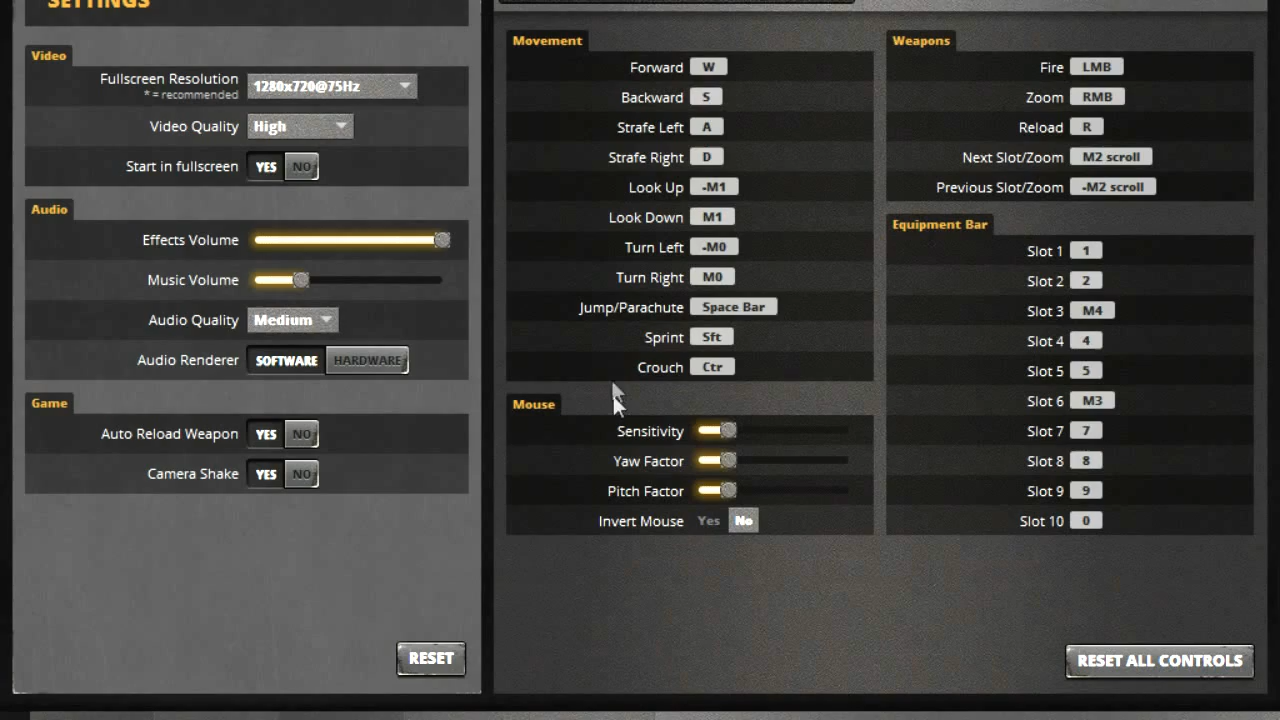 SETTINGS
Video
Fullscreen Resolution 1280x720@75Hz
* = recommended
Video Quality High
Start in fullscreen YES NO
Audio
Effects Volume
Music Volume
Audio Quality Medium
Audio Renderer SOFTWARE HARDWARE
Game
Auto Reload Weapon YES NO
Camera Shake YES NO
RESET
Movement
Forward W
Backward S
Strafe Left A
Strafe Right D
Look Up -M1
Look Down M1
Turn Left -M0
Turn Right M0
Jump/Parachute Space Bar
Sprint Sft
Crouch Ctr
Mouse
Sensitivity
Yaw Factor
Pitch Factor
Invert Mouse Yes No
Weapons
Fire LMB
Zoom RMB
Reload R
Next Slot/Zoom M2 scroll
Previous Slot/Zoom -M2 scroll
Equipment Bar
Slot 1 1
Slot 2 2
Slot 3 M4
Slot 4 4
Slot 5 5
Slot 6 M3
Slot 7 7
Slot 8 8
Slot 9 9
Slot 10 0
RESET ALL CONTROLS